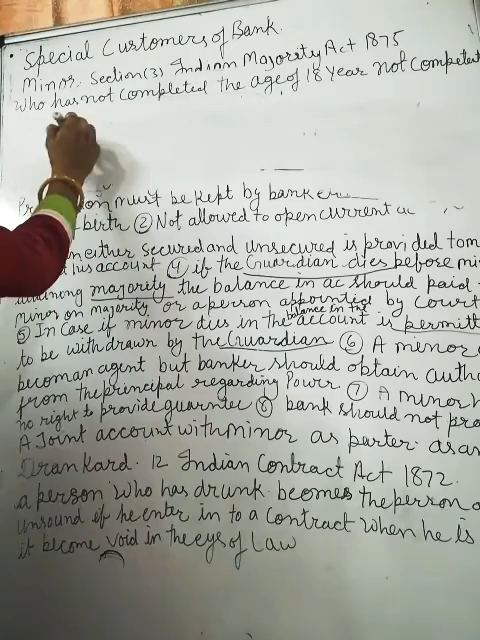 • Special Customers of Bank.
Minor. Section(3) Indian Majority Act 1875
Who has not completed the age of 18 Year not Competent
must be kept by banker
birth ② Not allowed to open current ac
neither secured and unsecured is provided to
his account ④ if the Guardian dies before
majority the balance in ac should paid
minor on majority or a person appointed by Court
⑤ In Case if minor dies in the balance in the account is permitt
to be withdrawn by the Guardian ⑥ A minor
becoman agent but banker should obtain auth
from the principal regarding Power ⑦ A minor
no right to provide guarnter ⑧ bank should not pro
A Joint account with minor as parter. as an
Drankard. 12 Indian Contract Act 1872.
a person who has drunk becomes the person
unsound if he enter in to a contract when he is
it become void in the eyes of Law